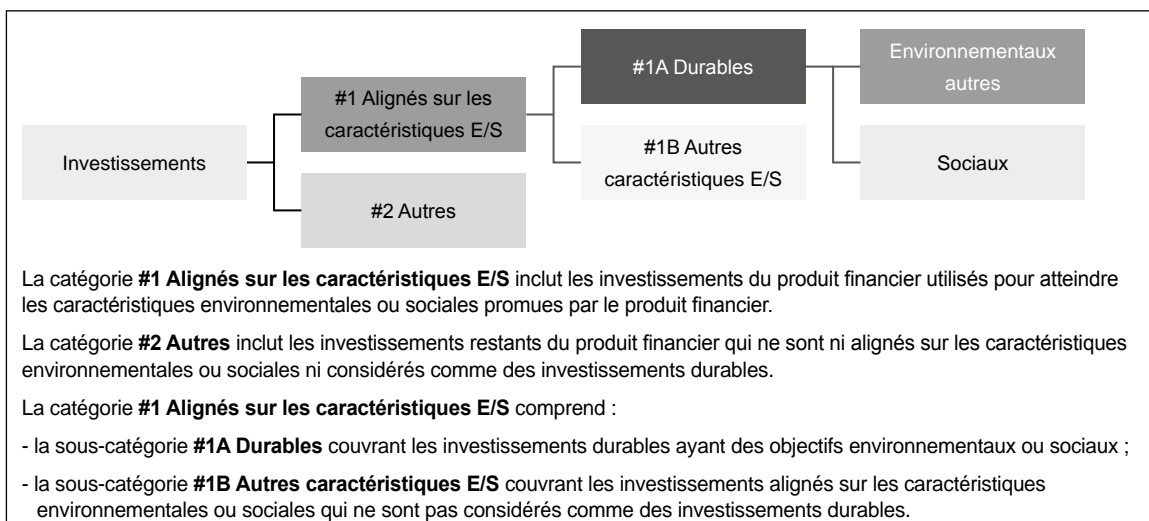 Investissements
#1 Alignés sur les
caractéristiques E/S
#2 Autres
#1A Durables
#1B Autres
caractéristiques E/S
Environnementaux
autres
Sociaux
La catégorie #1 Alignés sur les caractéristiques E/S inclut les investissements du produit financier utilisés pour atteindre
les caractéristiques environnementales ou sociales promues par le produit financier.
La catégorie #2 Autres inclut les investissements restants du produit financier qui ne sont ni alignés sur les caractéristiques
environnementales ou sociales ni considérés comme des investissements durables.
La catégorie #1 Alignés sur les caractéristiques E/S comprend :
- la sous-catégorie #1A Durables couvrant les investissements durables ayant des objectifs environnementaux ou sociaux ;
- la sous-catégorie #1B Autres caractéristiques E/S couvrant les investissements alignés sur les caractéristiques
environnementales ou sociales qui ne sont pas considérés comme des investissements durables.